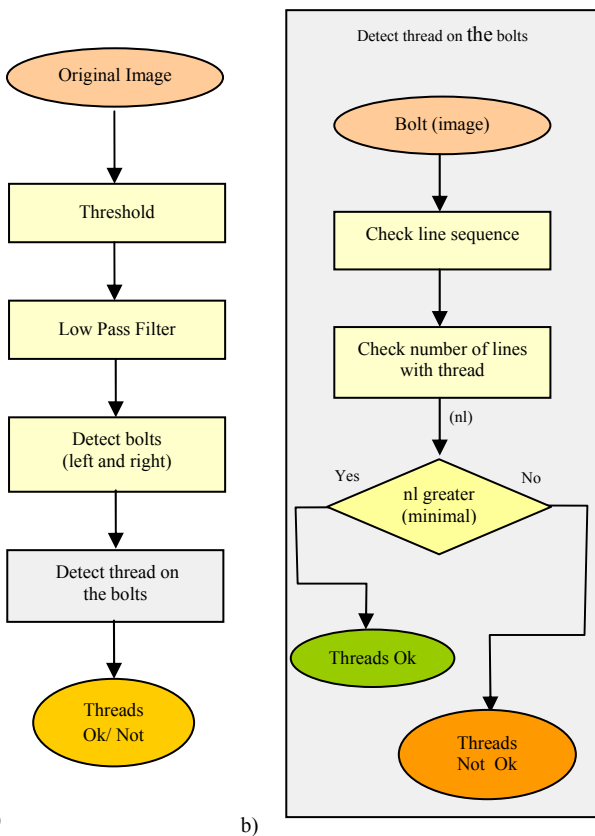 Original Image
Threshold
Low Pass Filter
Detect bolts
(left and right)
Detect thread on
the bolts
Threads
Ok/ Not
b)
Detect thread on the bolts
Bolt (image)
Check line sequence
Check number of lines
with thread
(nl)
Yes
No
nl greater
(minimal)
Threads Ok
Threads
Not Ok